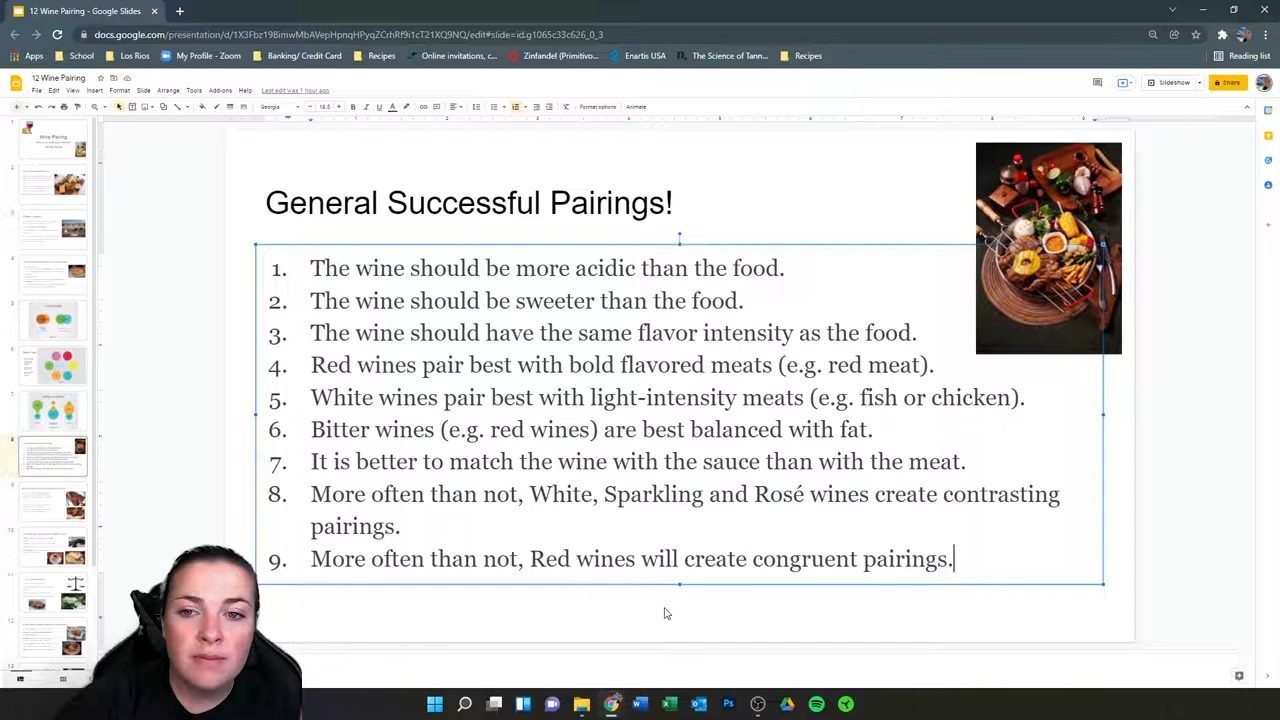 12 Wine Pairing - Google Slides
docs.google.com/presentation/d/1X3Fbz19BimwMbAVepHpnqHPyqZCrhRf9i1cT21XQ9NQ/edit#slide=id.g1065c33c626_0_3
Apps
School
Los Rios
My Portfolio - Zoom
Banking/ Credit Card
Recipes
Online invitations, c...
Zinfandel (Primitivo...
Enartis USA
The Science of Tann...
Recipes
Reading list
12 Wine Pairing
File Edit View Insert Format Slide Arrange Tools Add-ons Help Last edit was 1 hour ago
Slideshow
Share
Georgia
18.5
Format options
Animate
General Successful Pairings!
1. The wine should be more acidic than the food.
2. The wine should be sweeter than the food.
3. The wine should have the same flavor intensity as the food.
4. Red wines pair best with bold flavored meats (e.g. red meat).
5. White wines pair best with light-intensity meats (e.g. fish or chicken).
6. Bitter wines (e.g. red wines) are best balanced with fat.
7. It is better to match the wine with the sauce than with the meat.
8. More often than not, White, Sparkling and Rosé wines create contrasting
pairings.
9. More often than not, Red wines will create congruent pairings.